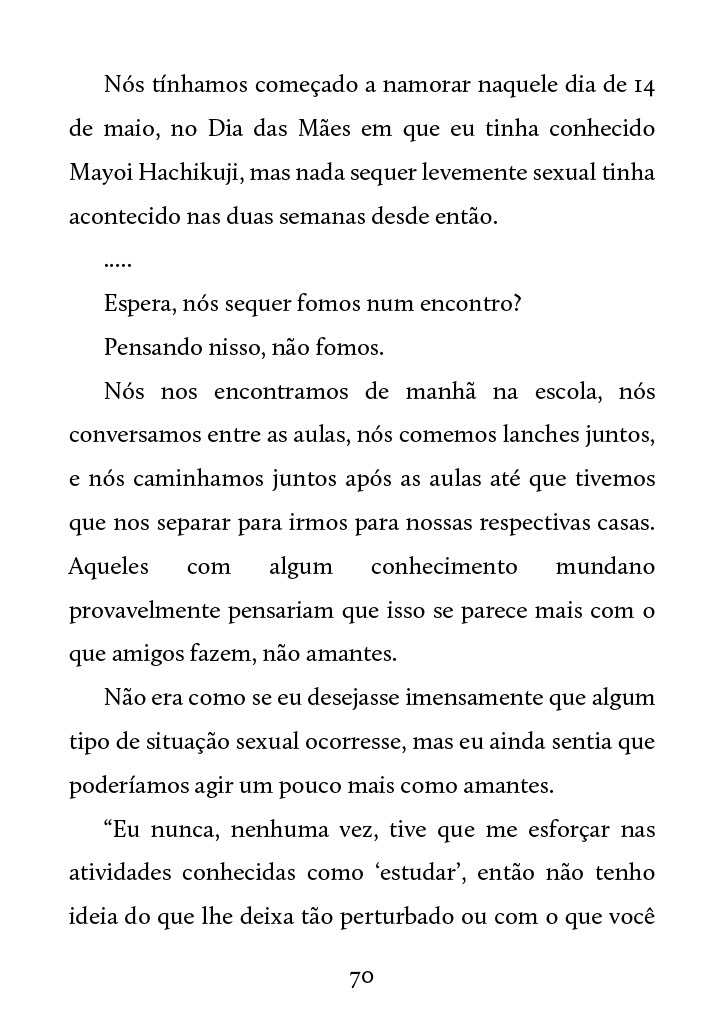 Nós tínhamos começado a namorar naquele dia de 14
de maio, no Dia das Mães em que eu tinha conhecido
Mayoi Hachikuji, mas nada sequer levemente sexual tinha
acontecido nas duas semanas desde então.
.....
Espera, nós sequer fomos num encontro?
Pensando nisso, não fomos.
Nós nos encontramos de manhã na escola, nós
conversamos entre as aulas, nós comemos lanches juntos,
e nós caminhamos juntos após as aulas até que tivemos
que nos separar para irmos para nossas respectivas casas.
Aqueles com algum conhecimento mundano
provavelmente pensariam que isso se parece mais com o
que amigos fazem, não amantes.
Não era como se eu desejasse imensamente que algum
tipo de situação sexual ocorresse, mas eu ainda sentia que
poderíamos agir um pouco mais como amantes.
“Eu nunca, nenhuma vez, tive que me esforçar nas
atividades conhecidas como ‘estudar’, então não tenho
ideia do que lhe deixa tão perturbado ou com o que você
70